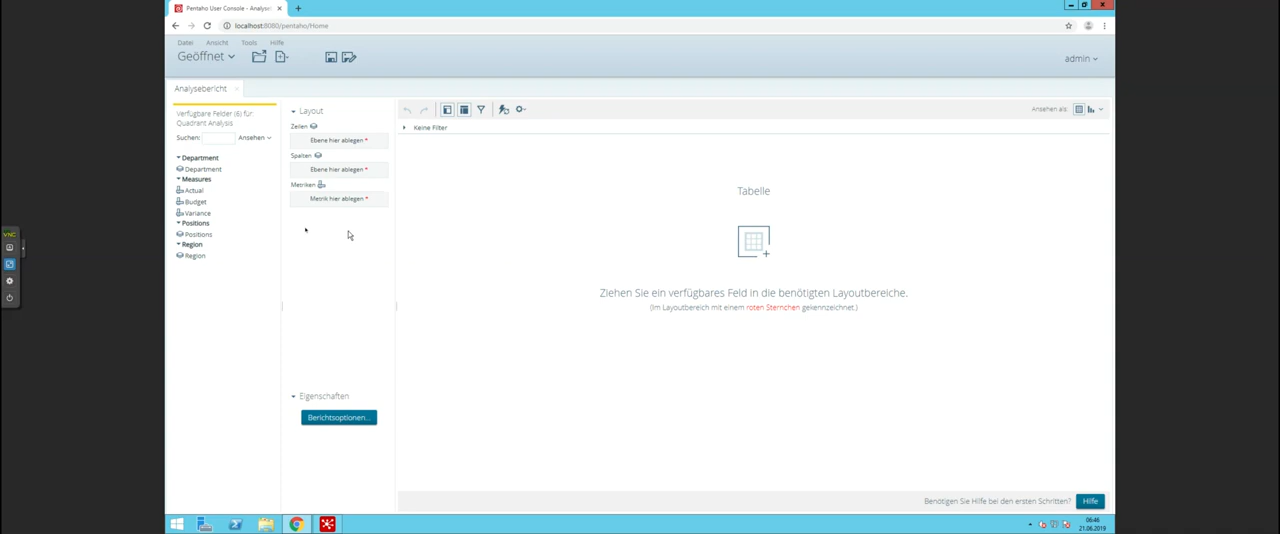 Pentaho User Console - Analyse
localhost:8080/pentaho/Home
Datei Ansicht Tools Hilfe
Geöffnet
admin
Analysebericht
Verfügbare Felder (6) für
Quadrant Analysis
Suchen: Ansehen
Department
Department
Measures
Actual
Budget
Variance
Positions
Positions
Region
Region
Layout
Zeilen
Ebene hier ablegen *
Spalten
Ebene hier ablegen *
Metriken
Metrik hier ablegen *
Eigenschaften
Berichtsoptionen...
Ansehen als:
Keine Filter
Tabelle
Ziehen Sie ein verfügbares Feld in die benötigten Layoutbereiche.
(Im Layoutbereich mit einem roten Sternchen gekennzeichnet.)
Benötigen Sie Hilfe bei den ersten Schritten? Hilfe
VNC
06:46
21.06.2019